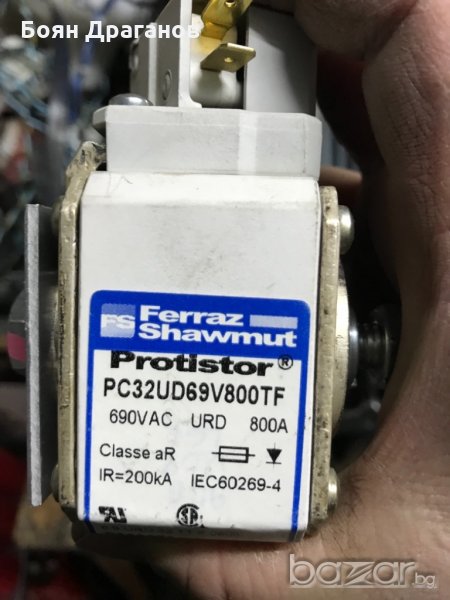 Боян Драганов
FS Ferraz
Shawmut
Protistor®
PC32UD69V800TF
690VAC URD 800A
Classe aR
IR=200kA IEC60269-4
bazar.bg